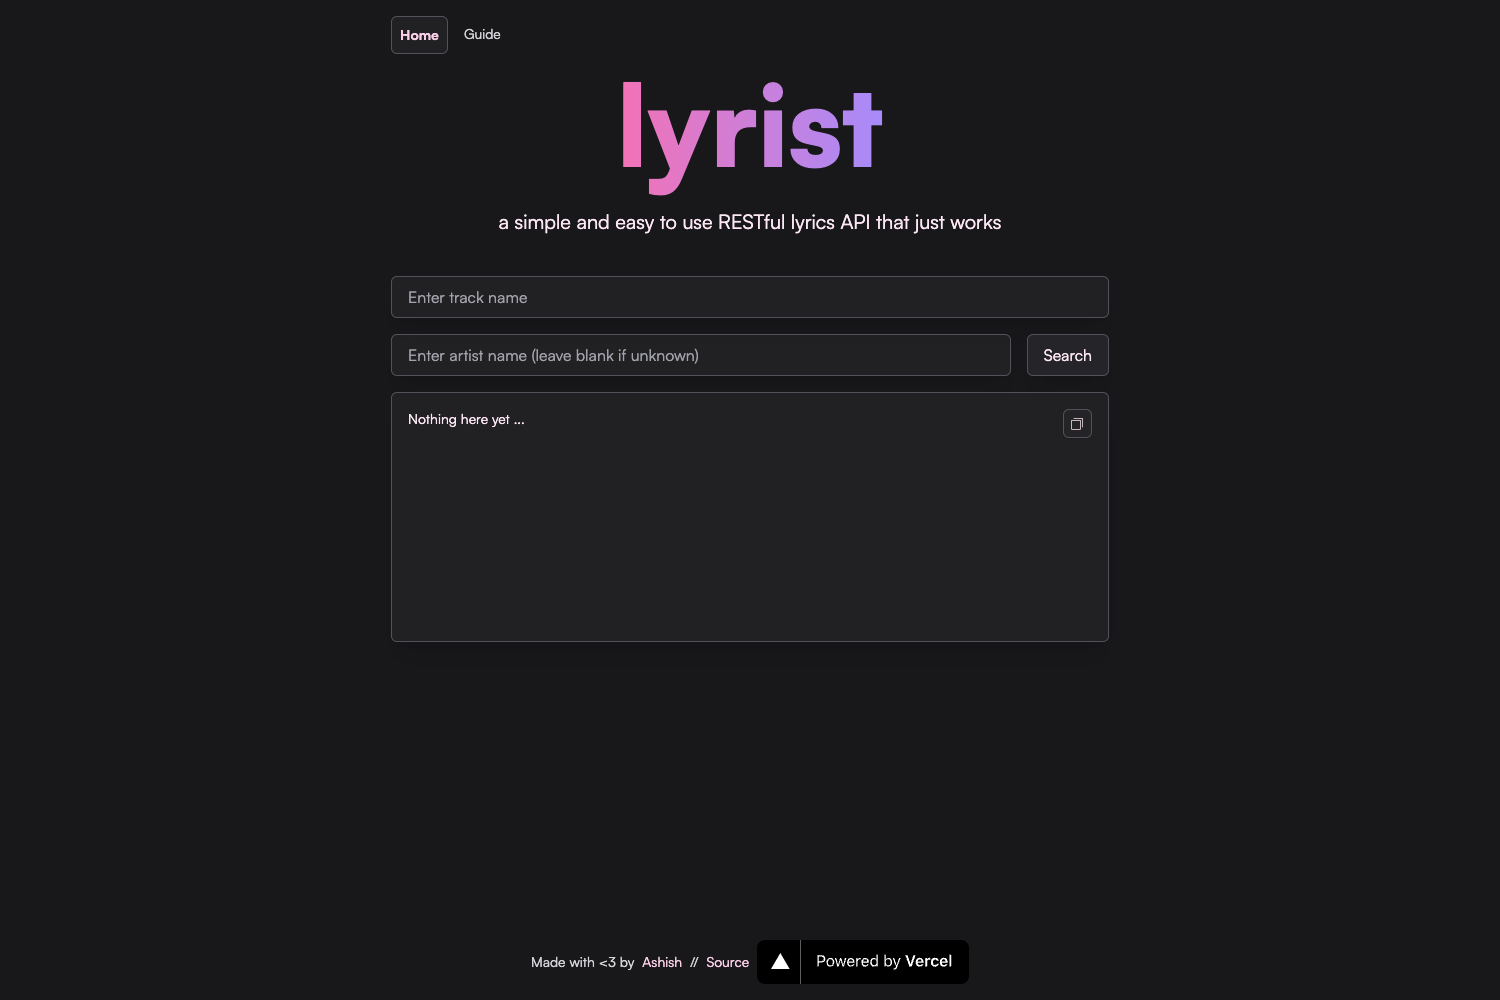 Home Guide
lyrist
a simple and easy to use RESTful lyrics API that just works
Enter track name
Enter artist name (leave blank if unknown) Search
Nothing here yet ...
Made with <3 by Ashish // Source Powered by Vercel